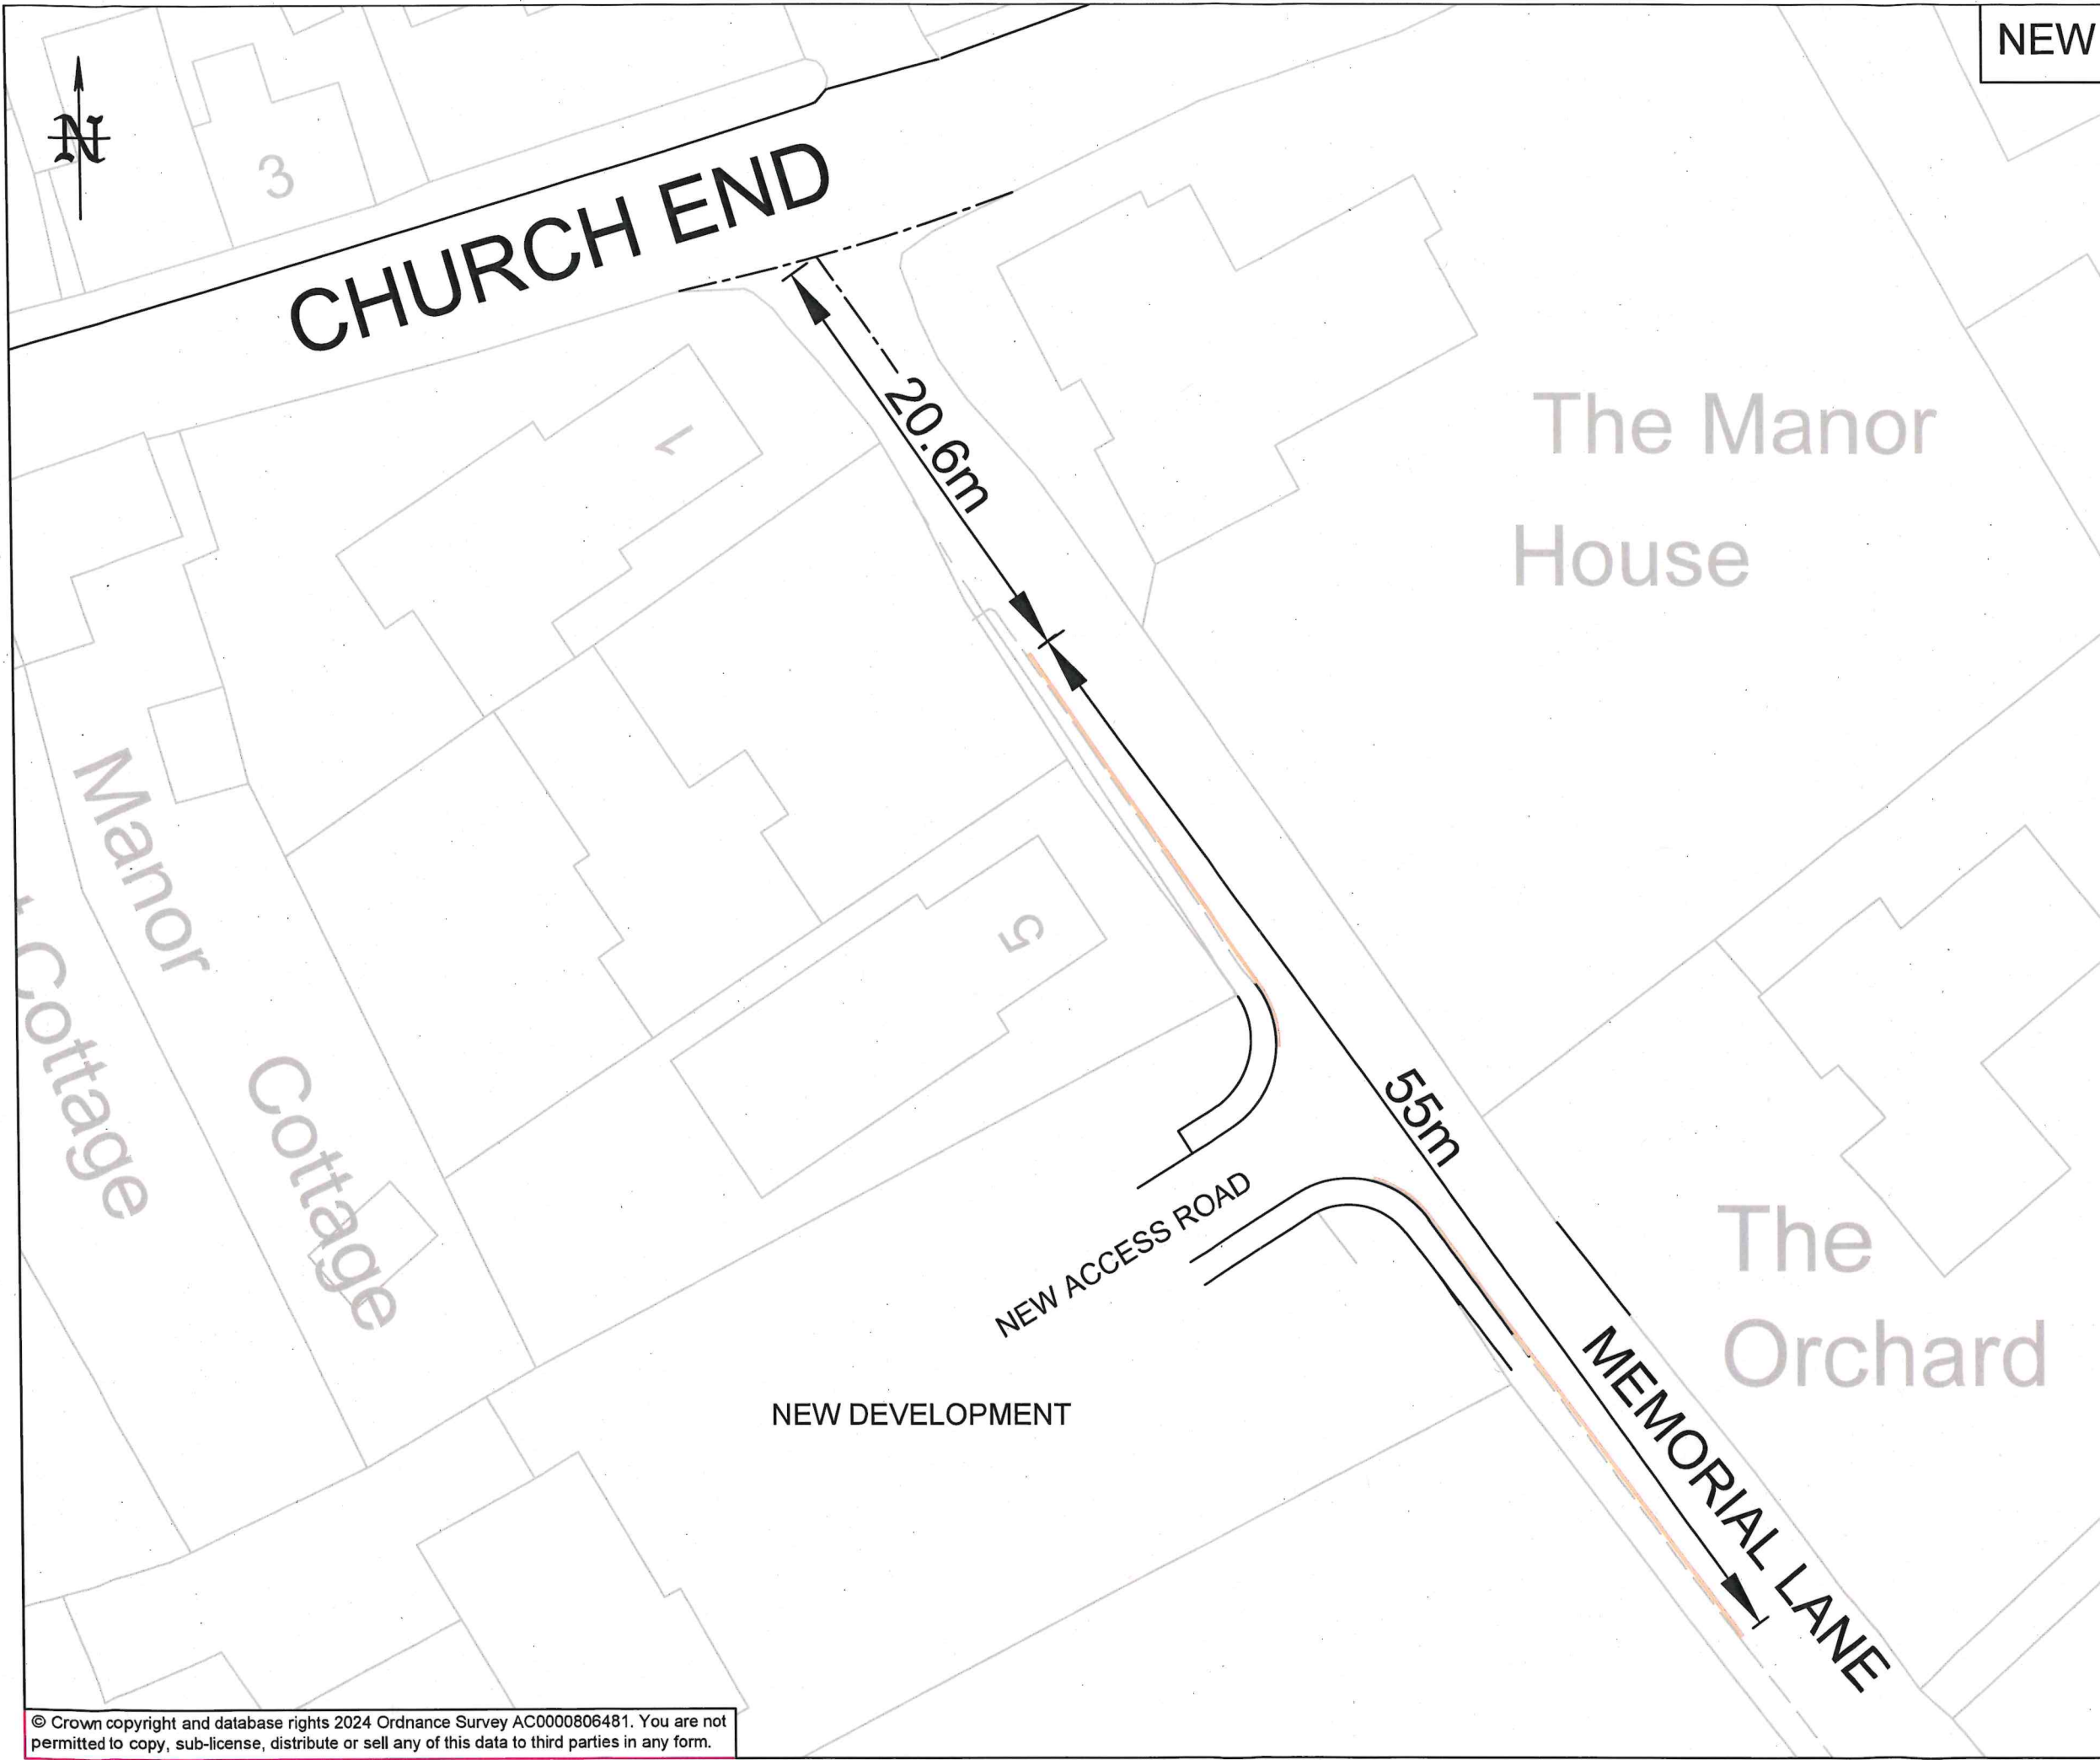 NEW
N
3
CHURCH END
20.6m
1
The Manor
House
Manor
Cottage
Cottage
5
55m
NEW ACCESS ROAD
The
Orchard
NEW DEVELOPMENT
MEMORIAL LANE
© Crown copyright and database rights 2024 Ordnance Survey AC0000806481. You are not
permitted to copy, sub-license, distribute or sell any of this data to third parties in any form.